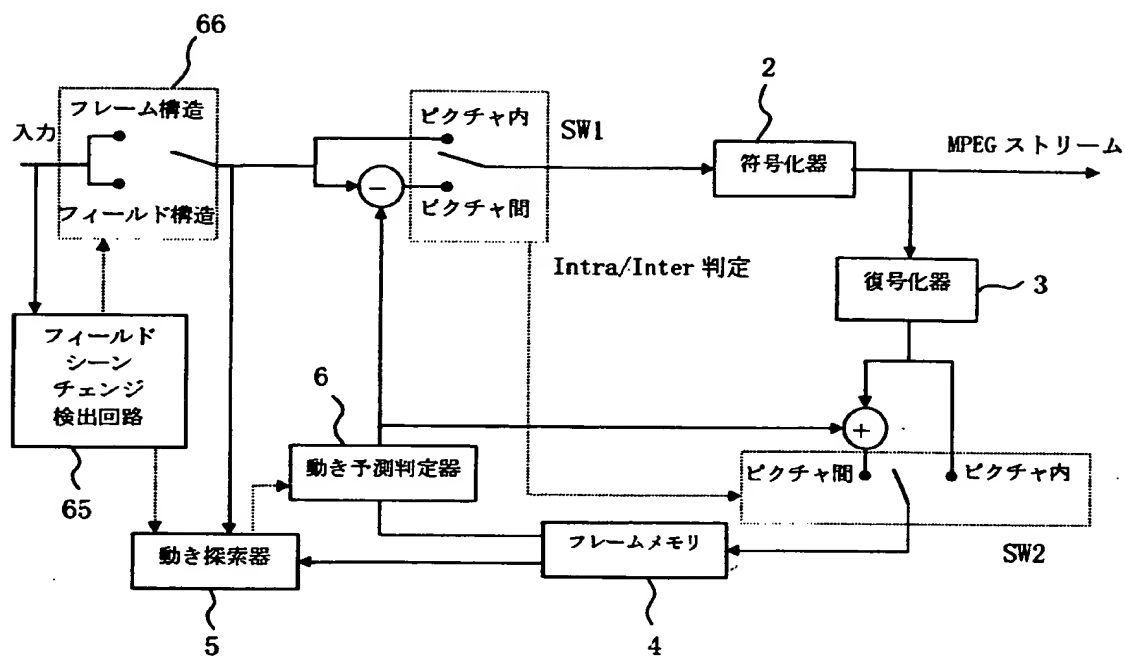 66
フレーム構造
入力
フィールド構造
ピクチャ内
SW1
ピクチャ間
2
符号化器
MPEG ストリーム
Intra/Inter 判定
復号化器
3
フィールド
シーン
チェンジ
検出回路
65
6
動き予測判定器
ピクチャ間
ピクチャ内
SW2
動き探索器
5
フレームメモリ
4